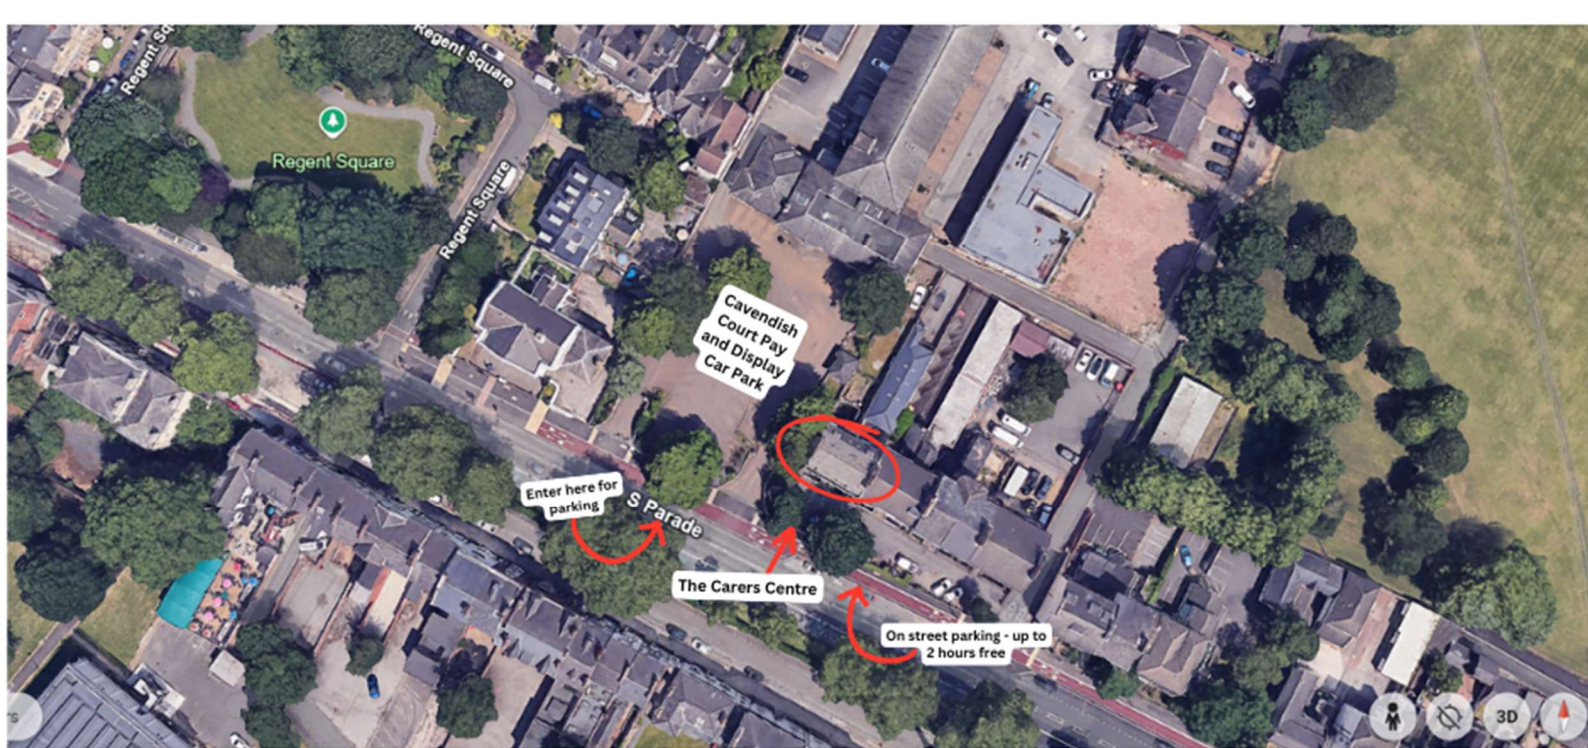 Regent Sq
Regent Square
Regent Square
Regent Square
Cavendish
Court Pay
and Display
Car Park
Enter here for
parking
S Parade
The Carers Centre
On street parking - up to
2 hours free
3D